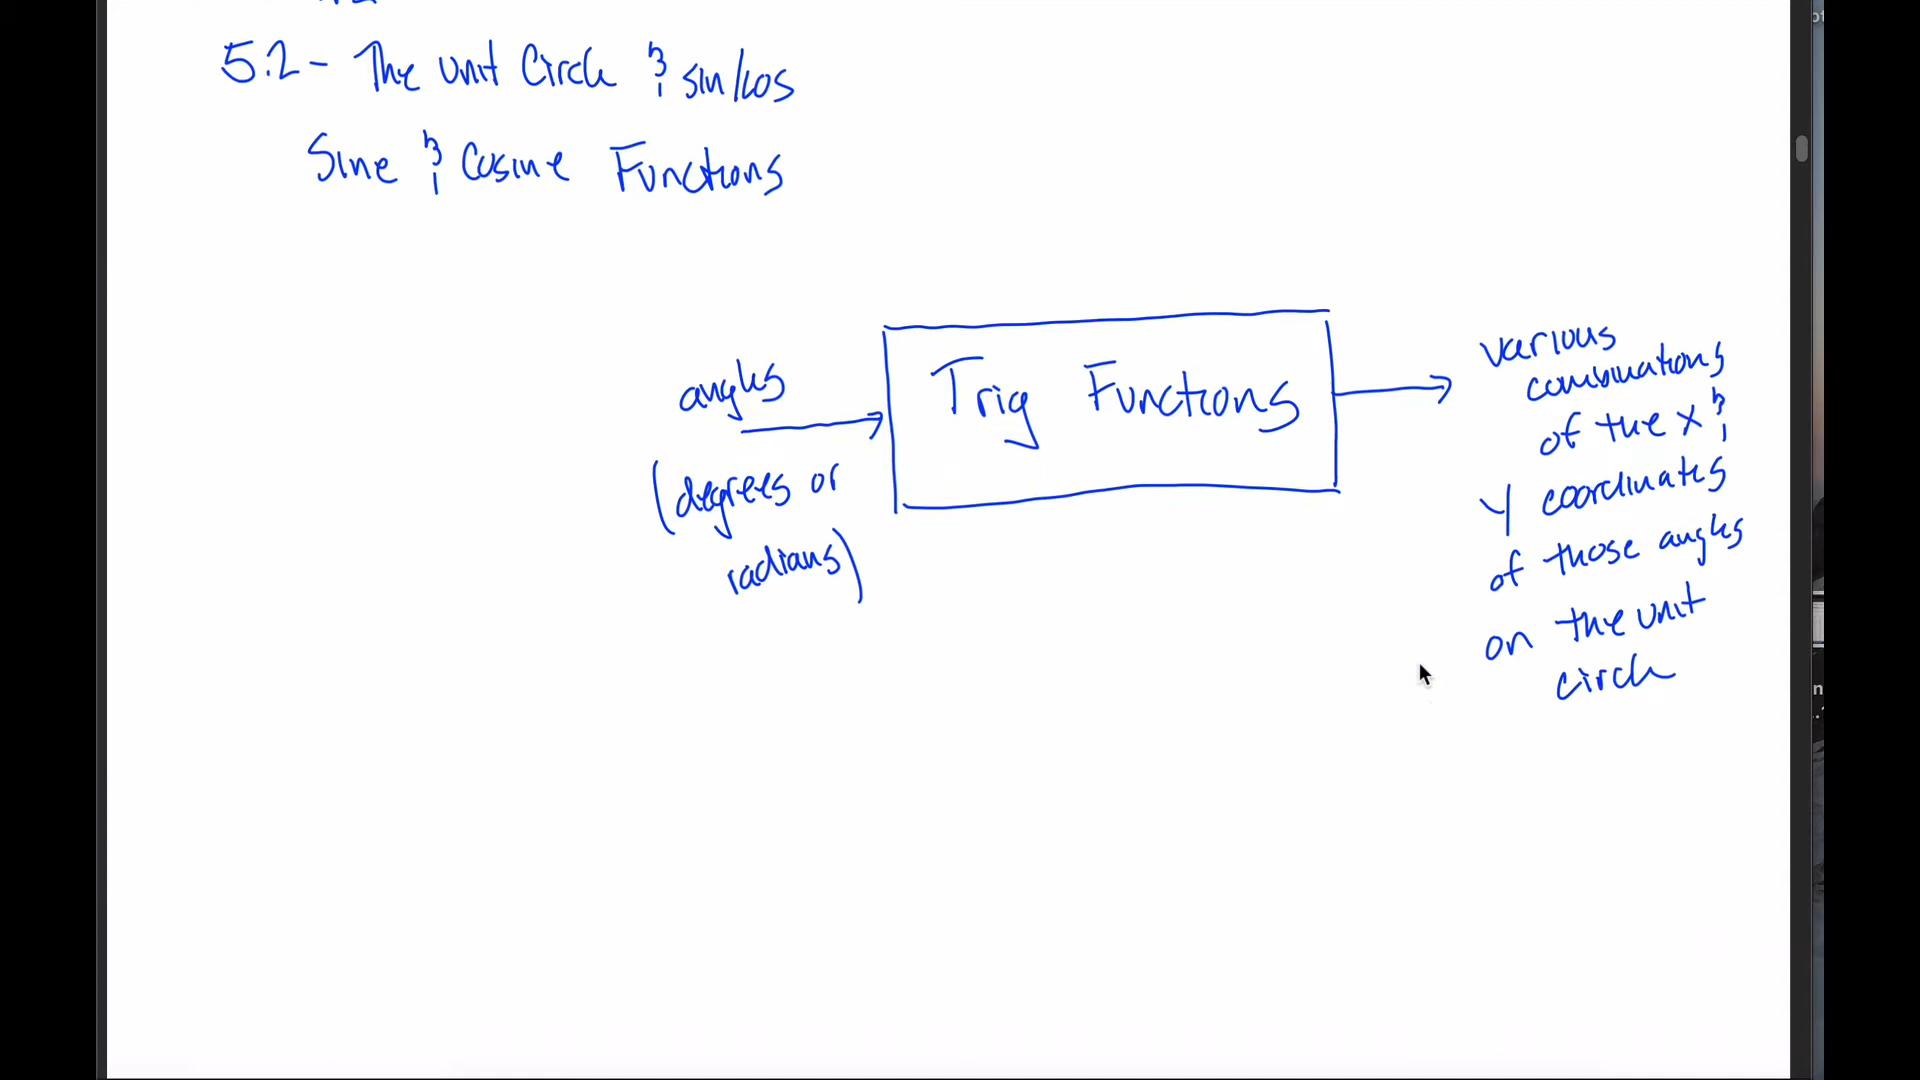 5.2 - The Unit Circle & sin/cos
Sine & Cosine Functions
angles
(degrees or
radians)
Trig Functions
various
combinations
of the x &
y coordinates
of those angles
on the unit
circle